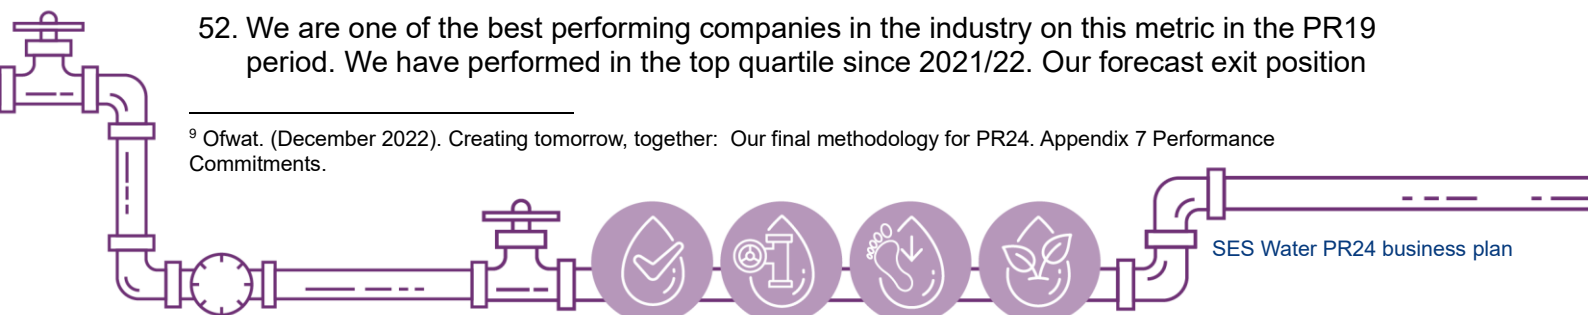 52. We are one of the best performing companies in the industry on this metric in the PR19
period. We have performed in the top quartile since 2021/22. Our forecast exit position
9 Ofwat. (December 2022). Creating tomorrow, together:  Our final methodology for PR24. Appendix 7 Performance
Commitments.
SES Water PR24 business plan